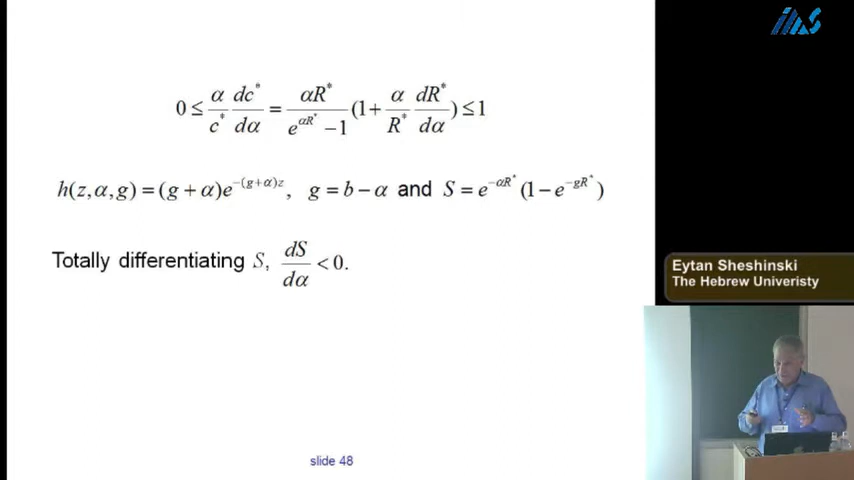 IIAS
0 ≤ α/c* dc*/dα = αR*/(e^{αR*} − 1) (1 + α/R* dR*/dα) ≤ 1
h(z, α, g) = (g + α)e^{−(g+α)z}, g = b − α and S = e^{−αR*}(1 − e^{−gR*})
Totally differentiating S, dS/dα < 0.
Eytan Sheshinski
The Hebrew Univeristy
slide 48